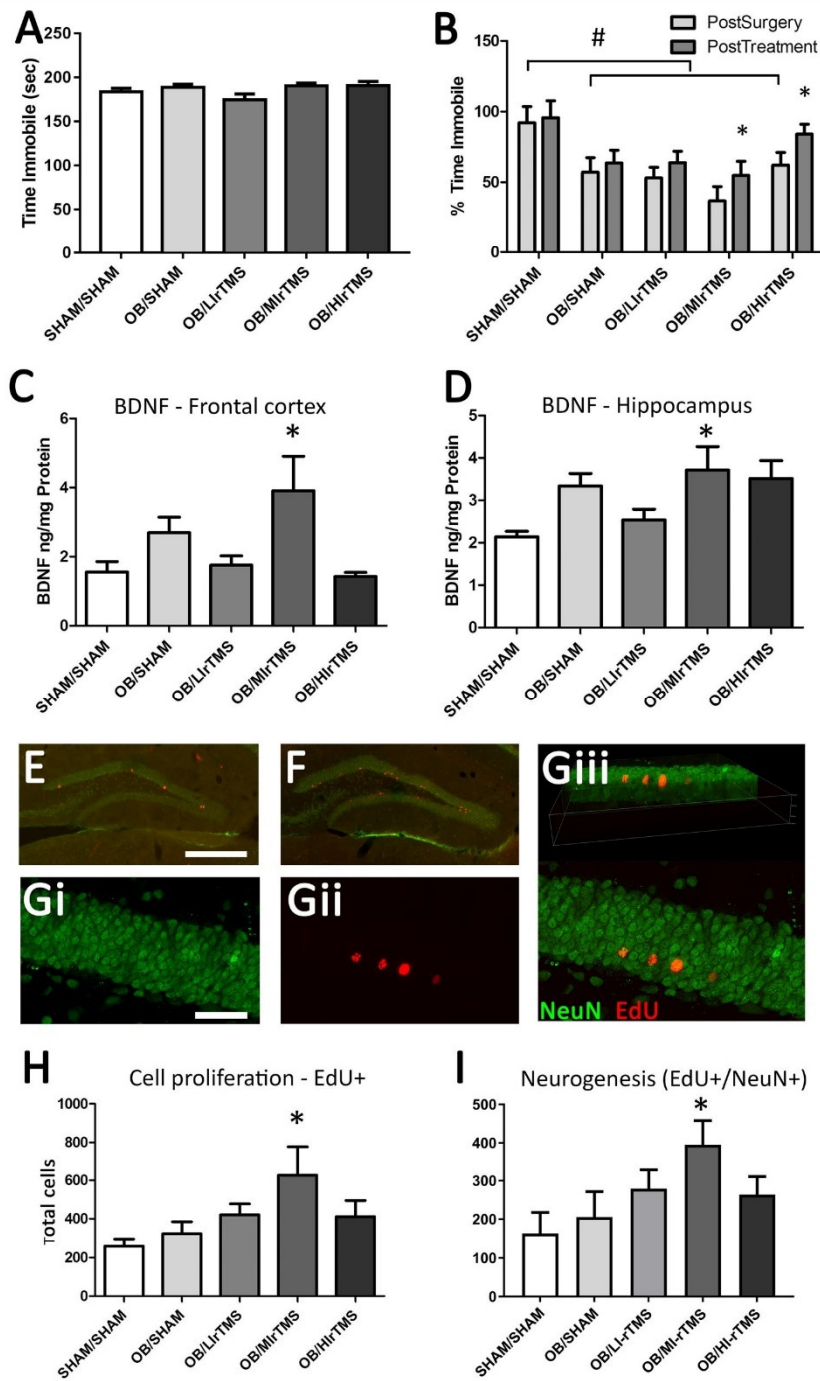 A
Time Immobile (sec)
250
200
150
100
50
0
SHAM/SHAM
OB/SHAM
OB/LIrTMS
OB/MIrTMS
OB/HIrTMS
B
PostSurgery
PostTreatment
% Time Immobile
150
100
50
0
#
*
*
SHAM/SHAM
OB/SHAM
OB/LIrTMS
OB/MIrTMS
OB/HIrTMS
C
BDNF - Frontal cortex
BDNF ng/mg Protein
6
4
2
0
*
SHAM/SHAM
OB/SHAM
OB/LIrTMS
OB/MIrTMS
OB/HIrTMS
D
BDNF - Hippocampus
BDNF ng/mg Protein
5
4
3
2
1
0
*
SHAM/SHAM
OB/SHAM
OB/LIrTMS
OB/MIrTMS
OB/HIrTMS
E
F
Giii
Gi
Gii
NeuN EdU
H
Cell proliferation - EdU+
Total cells
1000
800
600
400
200
0
*
SHAM/SHAM
OB/SHAM
OB/LIrTMS
OB/MIrTMS
OB/HIrTMS
I
Neurogenesis (EdU+/NeuN+)
500
400
300
200
100
0
*
SHAM/SHAM
OB/SHAM
OB/LI-rTMS
OB/MI-rTMS
OB/HI-rTMS